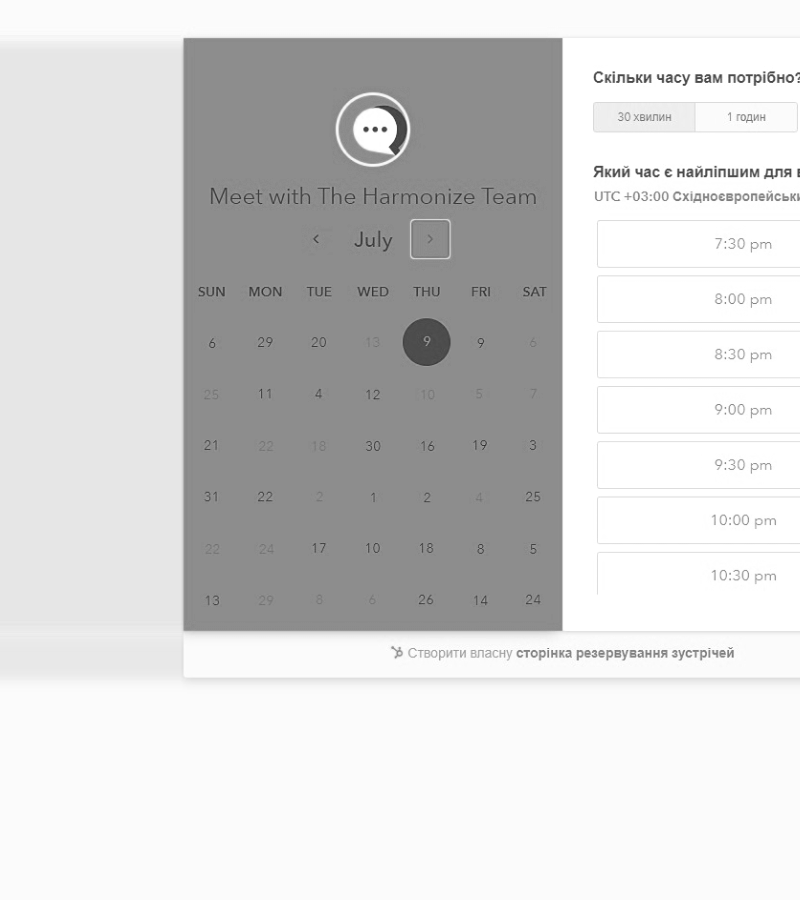 Meet with The Harmonize Team
July
SUN MON TUE WED THU FRI SAT
6 29 20 13 9 9 6
25 11 4 12 10 5 7
21 22 18 30 16 19 3
31 22 2 1 2 4 25
22 24 17 10 18 8 5
13 29 8 6 26 14 24
Скільки часу вам потрібно?
30 хвилин 1 годин
Який час є найліпшим для
UTC +03:00
7:30 pm
8:00 pm
8:30 pm
9:00 pm
9:30 pm
10:00 pm
10:30 pm
Створити власну сторінка резервування зустрічей